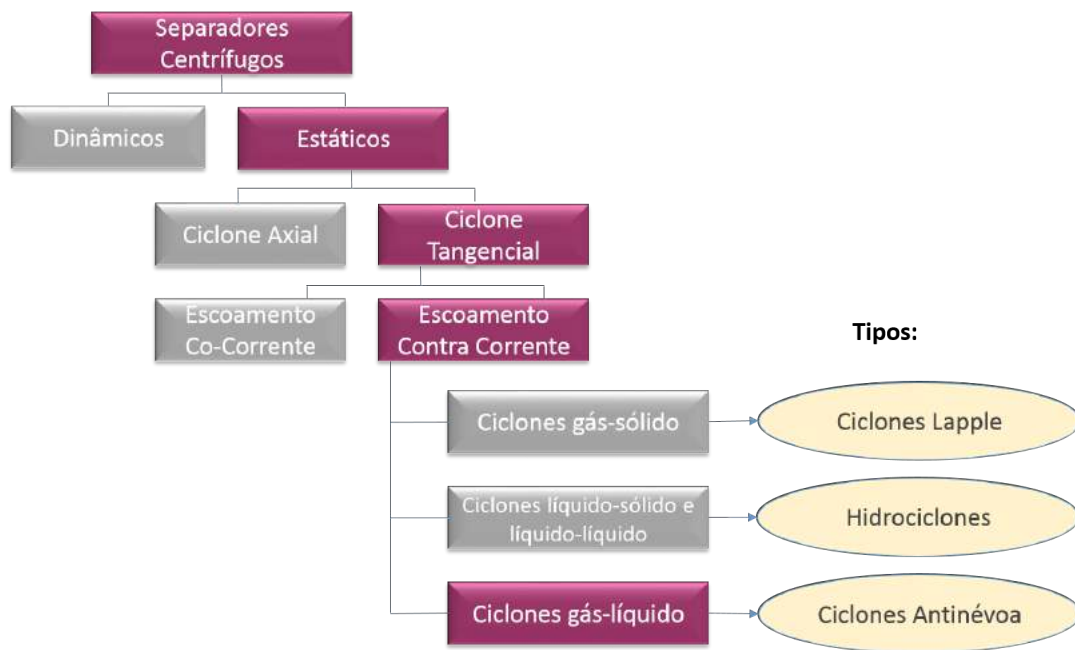 Separadores
Centrífugos
Dinâmicos
Estáticos
Ciclone Axial
Ciclone
Tangencial
Escoamento
Co-Corrente
Escoamento
Contra Corrente
Tipos:
Ciclones gás-sólido
Ciclones Lapple
Ciclones líquido-sólido e
líquido-líquido
Hidrociclones
Ciclones gás-líquido
Ciclones Antinévoa